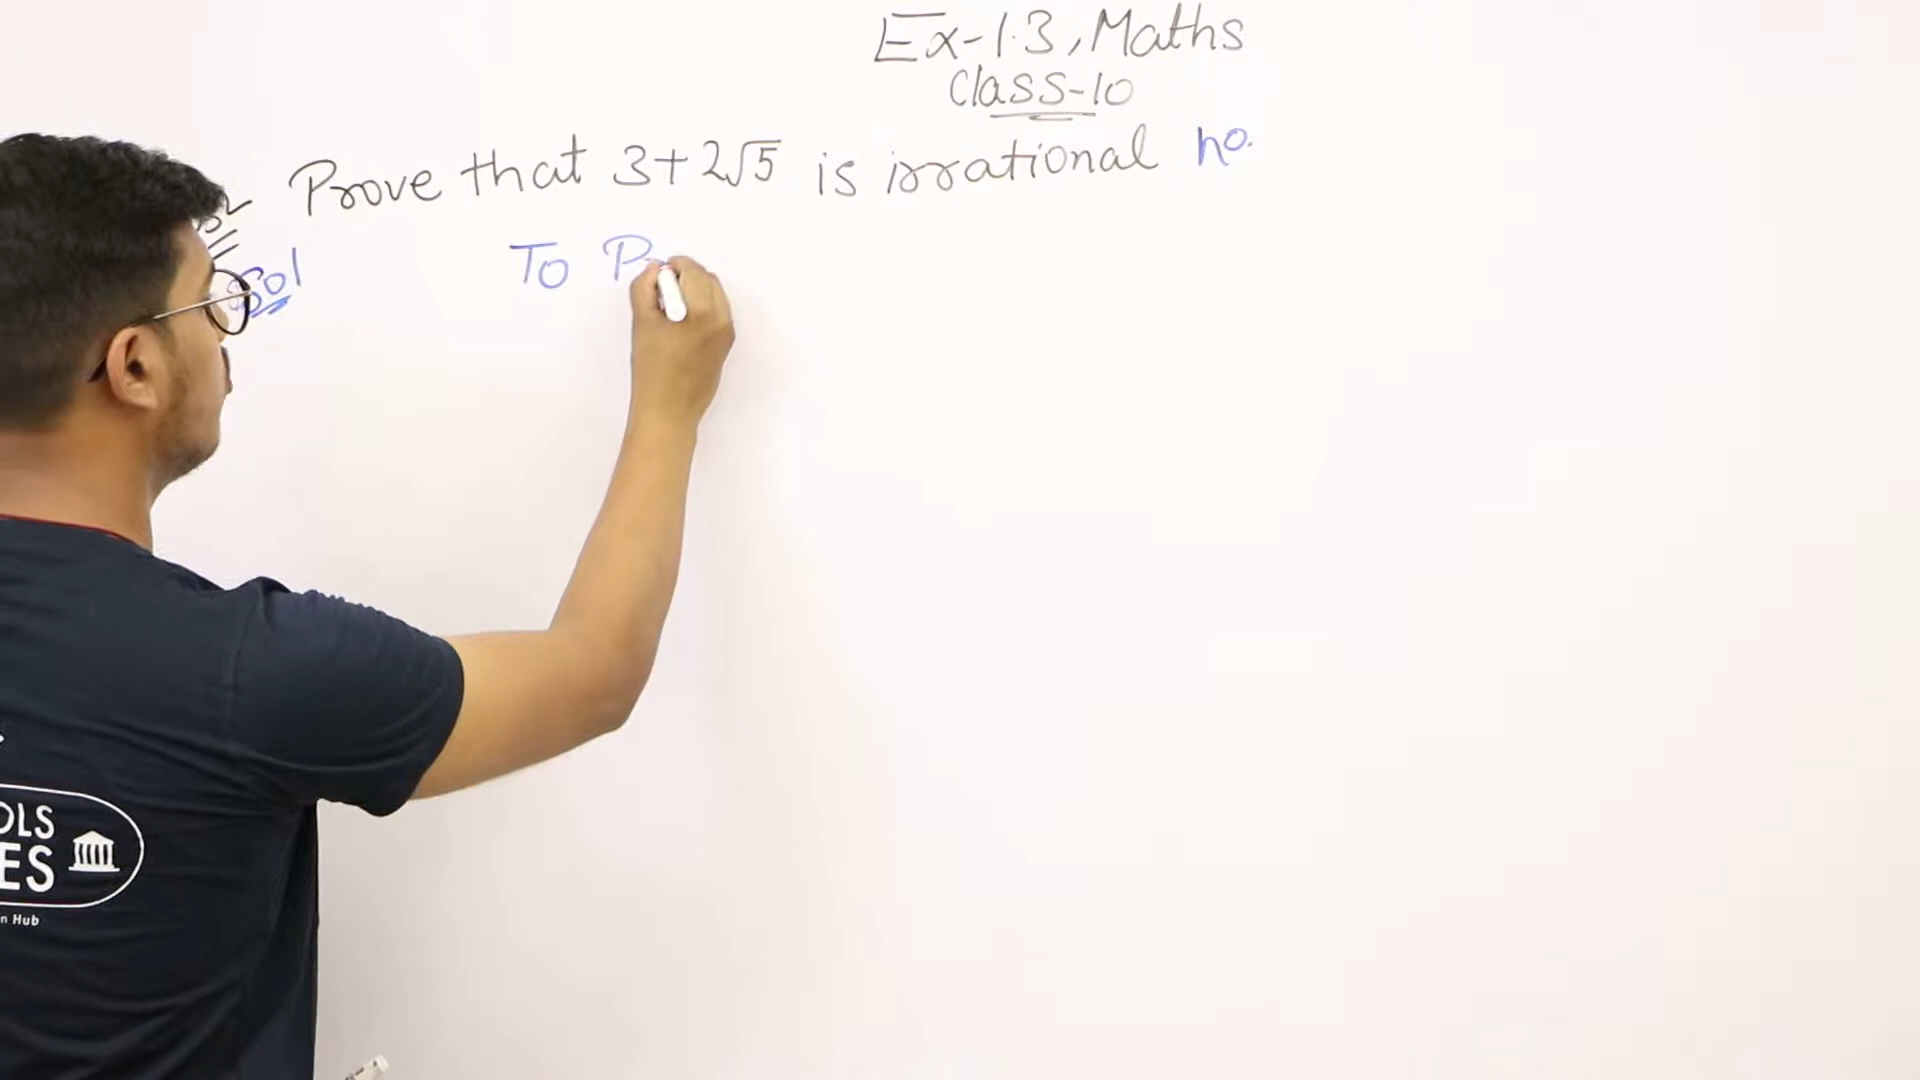 Ex-1.3, Maths
Class-10
Prove that 3+2√5 is irrational no.
Sol
To P
OLS
ES
n Hub